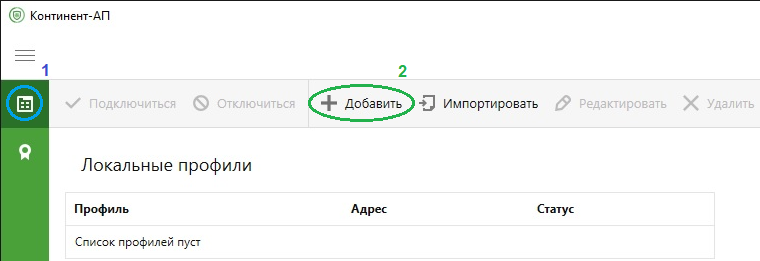 Континент-АП
1
2
Подключиться Отключиться Добавить Импортировать Редактировать Удалить
Локальные профили
Профиль Адрес Статус
Список профилей пуст